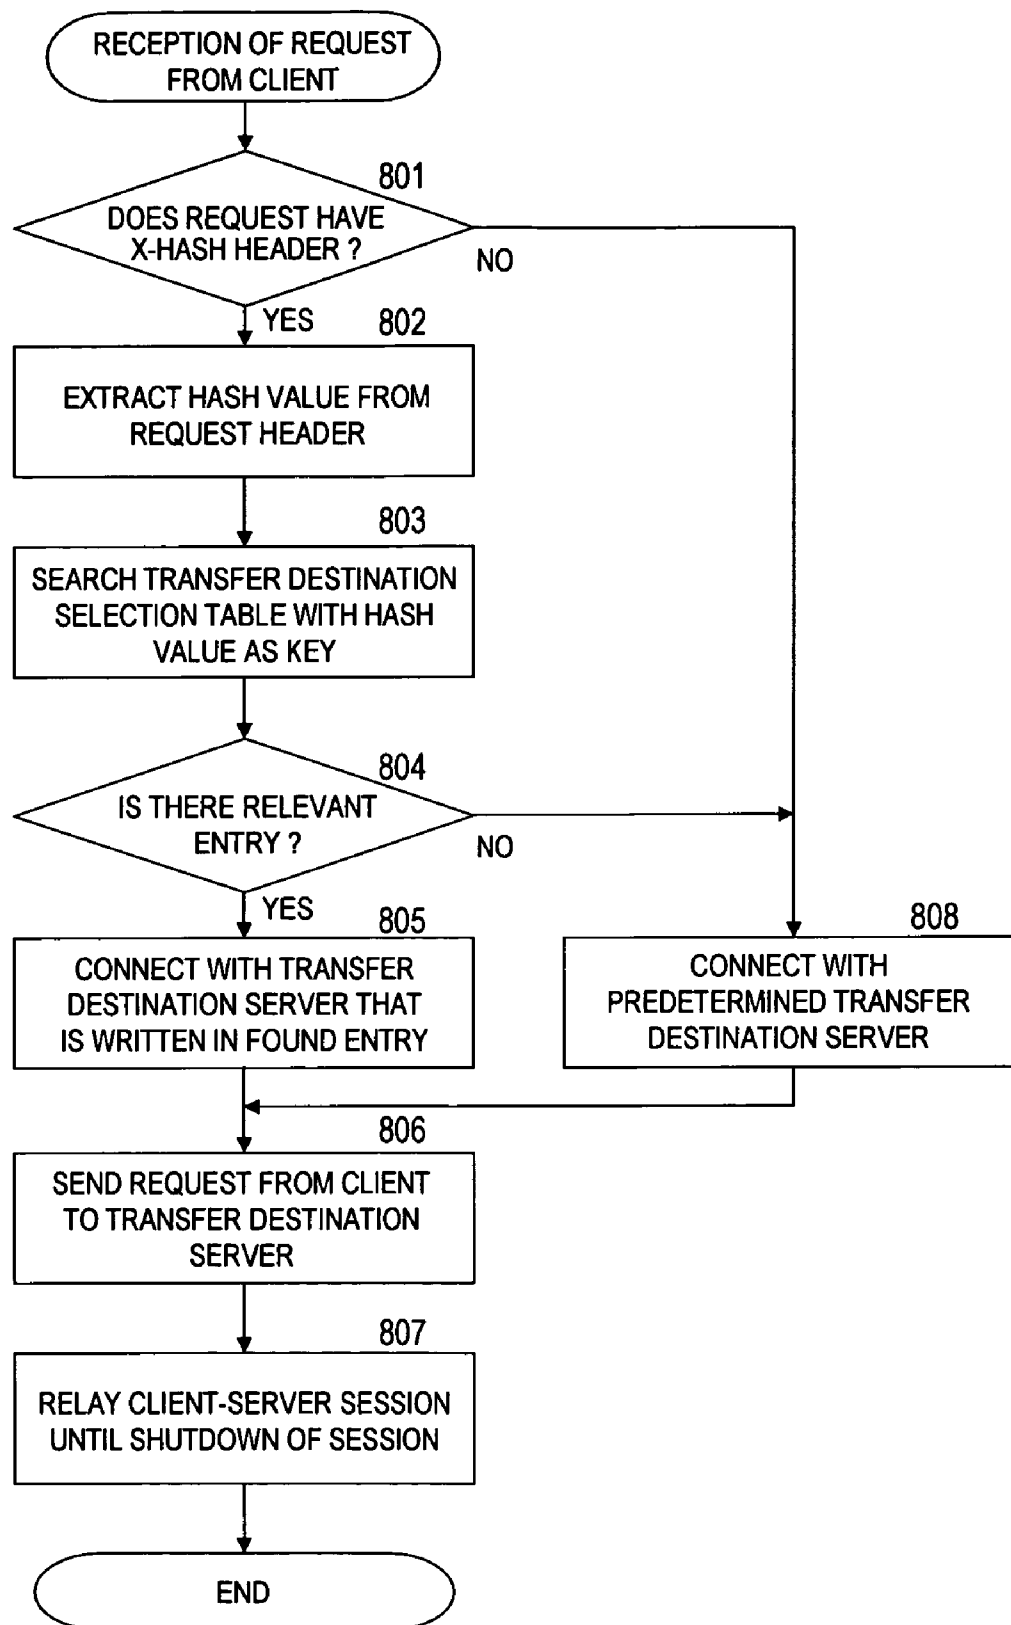 RECEPTION OF REQUEST
FROM CLIENT
801
DOES REQUEST HAVE
X-HASH HEADER ?
NO
YES
802
EXTRACT HASH VALUE FROM
REQUEST HEADER
803
SEARCH TRANSFER DESTINATION
SELECTION TABLE WITH HASH
VALUE AS KEY
804
IS THERE RELEVANT
ENTRY ?
NO
YES
805
CONNECT WITH TRANSFER
DESTINATION SERVER THAT
IS WRITTEN IN FOUND ENTRY
808
CONNECT WITH
PREDETERMINED TRANSFER
DESTINATION SERVER
806
SEND REQUEST FROM CLIENT
TO TRANSFER DESTINATION
SERVER
807
RELAY CLIENT-SERVER SESSION
UNTIL SHUTDOWN OF SESSION
END